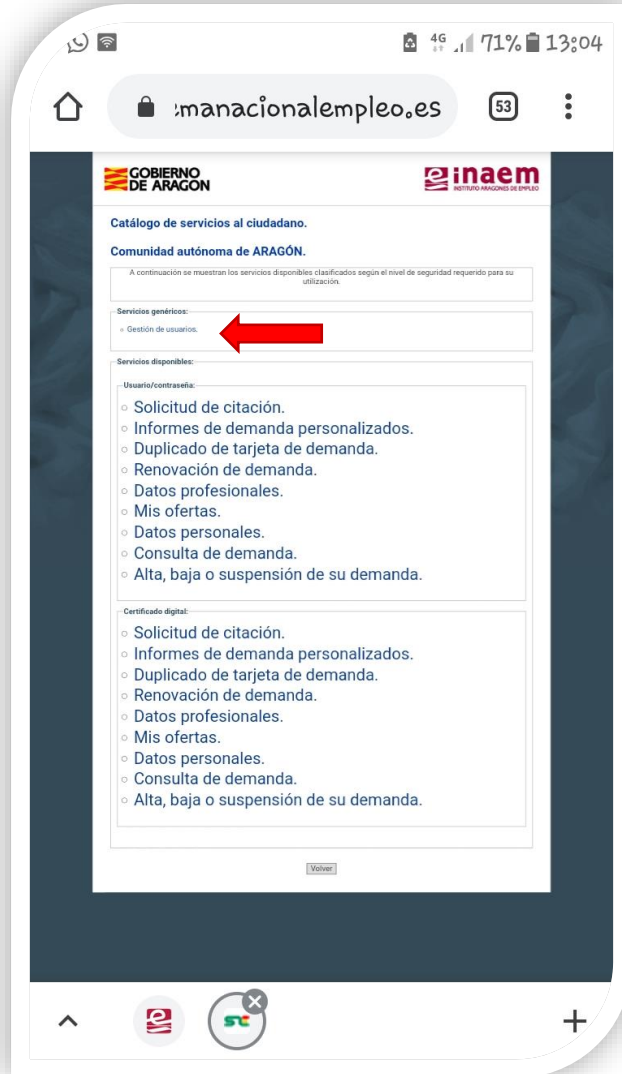 4G 71% 13:04
:manacionalempleo.es 53
GOBIERNO
DE ARAGON
inaem
INSTITUTO ARAGONES DE EMPLEO
Catálogo de servicios al ciudadano.
Comunidad autónoma de ARAGÓN.
A continuación se muestran los servicios disponibles clasificados según el nivel de seguridad requerido para su
utilización.
Servicios genéricos:
Gestión de usuarios.
Servicios disponibles:
Usuario/contraseña:
Solicitud de citación.
Informes de demanda personalizados.
Duplicado de tarjeta de demanda.
Renovación de demanda.
Datos profesionales.
Mis ofertas.
Datos personales.
Consulta de demanda.
Alta, baja o suspensión de su demanda.
Certificado digital:
Solicitud de citación.
Informes de demanda personalizados.
Duplicado de tarjeta de demanda.
Renovación de demanda.
Datos profesionales.
Mis ofertas.
Datos personales.
Consulta de demanda.
Alta, baja o suspensión de su demanda.
Volver